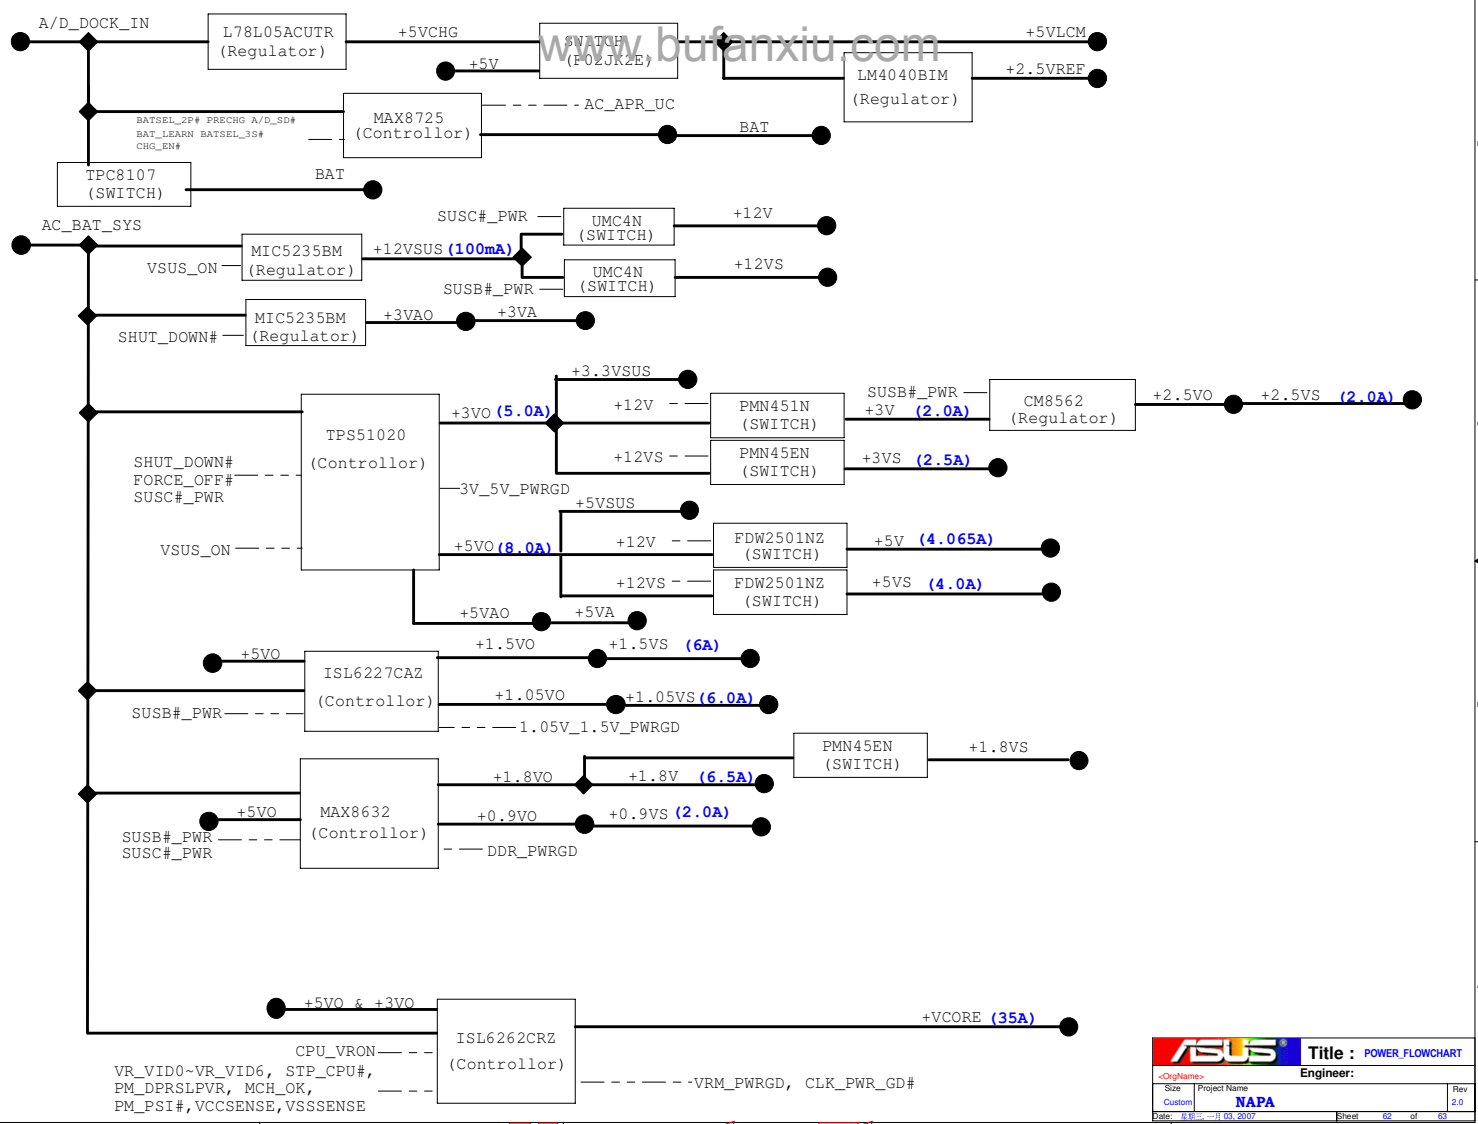 www.bufanxiu.com
A/D_DOCK_IN
L78L05ACUTR
(Regulator)
+5VCHG
+5V
SWITCH
(F02JK2E)
+5VLCM
LM4040BIM
(Regulator)
+2.5VREF
BATSEL_2P# PRECHG A/D_SD#
BAT_LEARN BATSEL_3S#
CHG_EN#
MAX8725
(Controllor)
AC_APR_UC
BAT
TPC8107
(SWITCH)
BAT
AC_BAT_SYS
VSUS_ON
MIC5235BM
(Regulator)
+12VSUS (100mA)
SUSC#_PWR
UMC4N
(SWITCH)
+12V
SUSB#_PWR
UMC4N
(SWITCH)
+12VS
SHUT_DOWN#
MIC5235BM
(Regulator)
+3VAO
+3VA
TPS51020
(Controllor)
SHUT_DOWN#
FORCE_OFF#
SUSC#_PWR
VSUS_ON
+3VO (5.0A)
+3.3VSUS
+12V
PMN451N
(SWITCH)
+3V (2.0A)
SUSB#_PWR
CM8562
(Regulator)
+2.5VO
+2.5VS (2.0A)
+12VS
PMN45EN
(SWITCH)
+3VS (2.5A)
3V_5V_PWRGD
+5VO (8.0A)
+5VSUS
+12V
FDW2501NZ
(SWITCH)
+5V (4.065A)
+12VS
FDW2501NZ
(SWITCH)
+5VS (4.0A)
+5VAO
+5VA
+5VO
SUSB#_PWR
ISL6227CAZ
(Controllor)
+1.5VO
+1.5VS (6A)
+1.05VO
+1.05VS (6.0A)
1.05V_1.5V_PWRGD
+5VO
SUSB#_PWR
SUSC#_PWR
MAX8632
(Controllor)
+1.8VO
+1.8V (6.5A)
PMN45EN
(SWITCH)
+1.8VS
+0.9VO
+0.9VS (2.0A)
DDR_PWRGD
+5VO & +3VO
CPU_VRON
VR_VID0~VR_VID6, STP_CPU#,
PM_DPRSLPVR, MCH_OK,
PM_PSI#,VCCSENSE,VSSSENSE
ISL6262CRZ
(Controllor)
+VCORE (35A)
VRM_PWRGD, CLK_PWR_GD#
ASUS®
Title : POWER_FLOWCHART
<OrgName>
Engineer:
Size
Custom
Project Name
NAPA
Rev
2.0
Date: 星期三, 一月 03, 2007
Sheet 62 of 63